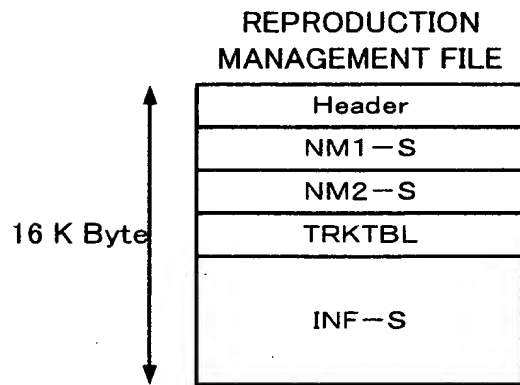 REPRODUCTION
MANAGEMENT FILE
Header
NM1-S
NM2-S
16 K Byte
TRKTBL
INF-S